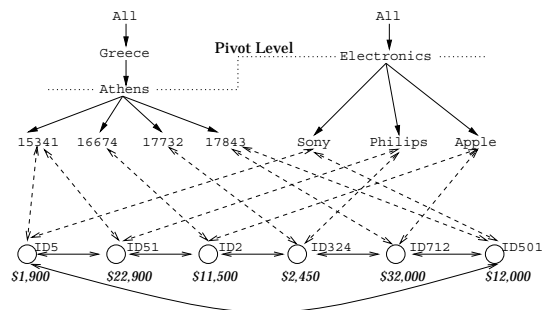 All All
Greece
Pivot Level
Electronics
Athens
15341 16674 17732 17843 Sony Philips Apple
ID5 ID51 ID2 ID324 ID712 ID501
$1,900 $22,900 $11,500 $2,450 $32,000 $12,000